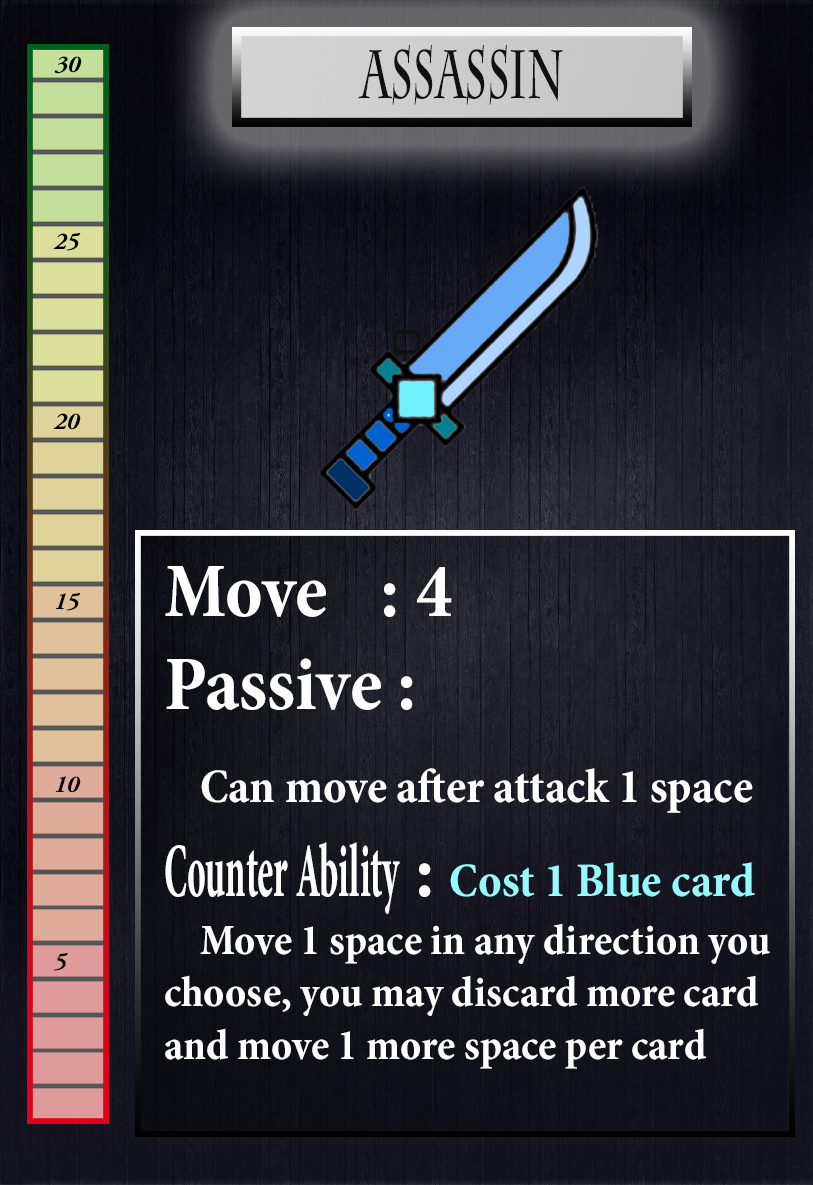 ASSASSIN
30
25
20
15
10
5
Move : 4
Passive :
Can move after attack 1 space
Counter Ability : Cost 1 Blue card
Move 1 space in any direction you
choose, you may discard more card
and move 1 more space per card